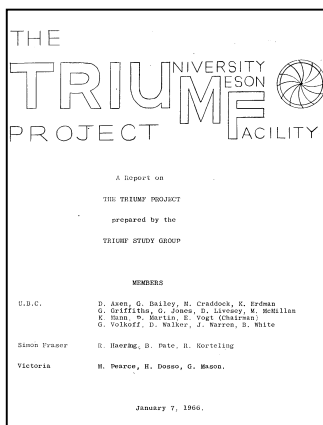 THE
TRIUMF
UNIVERSITY
MESON
FACILITY
PROJECT
A Report on
THE TRIUMF PROJECT
prepared by the
TRIUMF STUDY GROUP
MEMBERS
U.B.C. D. Axen, G. Bailey, M. Craddock, K. Erdman
G. Griffiths, G. Jones, D. Livesey, M. McMillan
K. Mann, D. Martin, E. Vogt (Chairman)
G. Volkoff, D. Walker, J. Warren, B. White
Simon Fraser R. Haering, B. Pate, R. Korteling
Victoria M. Pearce, H. Dosso, G. Mason.
January 7, 1966.